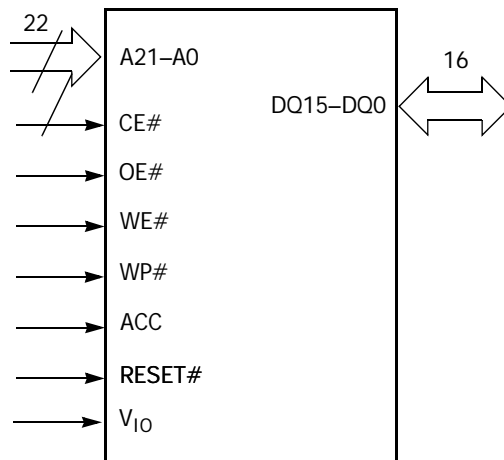 22
A21–A0
16
DQ15–DQ0
CE#
OE#
WE#
WP#
ACC
RESET#
VIO